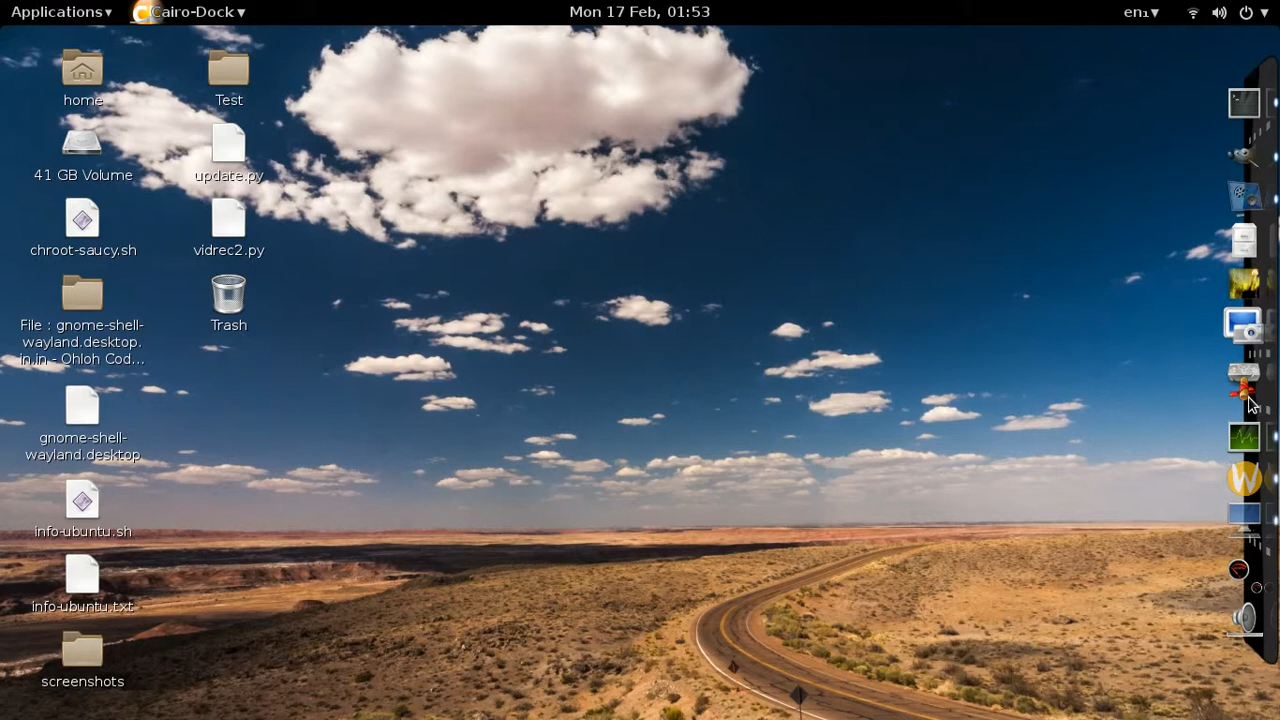 Applications▾
Cairo-Dock▾
Mon 17 Feb, 01:53
en₁▾
home
Test
41 GB Volume
update.py
chroot-saucy.sh
vidrec2.py
File : gnome-shell-
wayland.desktop.
in.in - Ohloh Cod...
Trash
gnome-shell-
wayland.desktop
info-ubuntu.sh
info-ubuntu.txt
screenshots
W